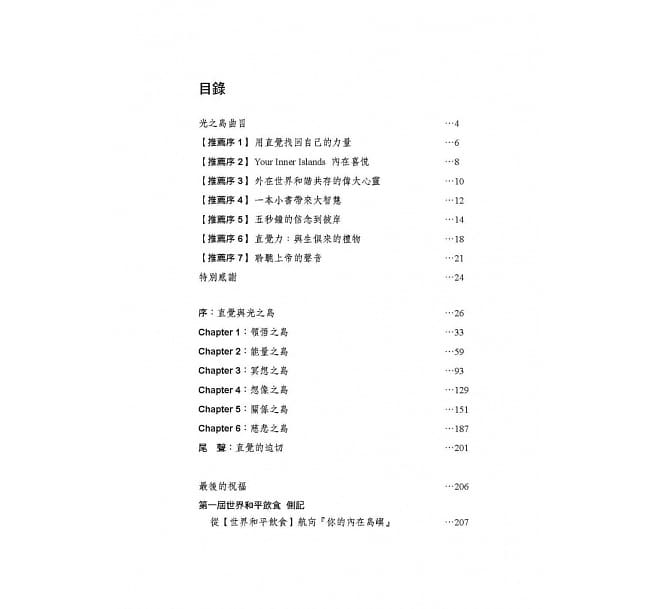 目錄
光之島曲目 …4
【推薦序 1】用直覺找回自己的力量 …6
【推薦序 2】Your Inner Islands 內在喜悅 …8
【推薦序 3】外在世界和諧共存的偉大心靈 …10
【推薦序 4】一本小書帶來大智慧 …12
【推薦序 5】五秒鐘的信念到彼岸 …14
【推薦序 6】直覺力：與生俱來的禮物 …18
【推薦序 7】聆聽上帝的聲音 …21
特別感謝 …24
序：直覺與光之島 …26
Chapter 1：領悟之島 …33
Chapter 2：能量之島 …59
Chapter 3：冥想之島 …93
Chapter 4：想像之島 …129
Chapter 5：關係之島 …151
Chapter 6：慈悲之島 …187
尾　聲：直覺的迫切 …201
最後的祝福 …206
第一屆世界和平飲食 側記
從【世界和平飲食】航向『你的內在島嶼』 …207